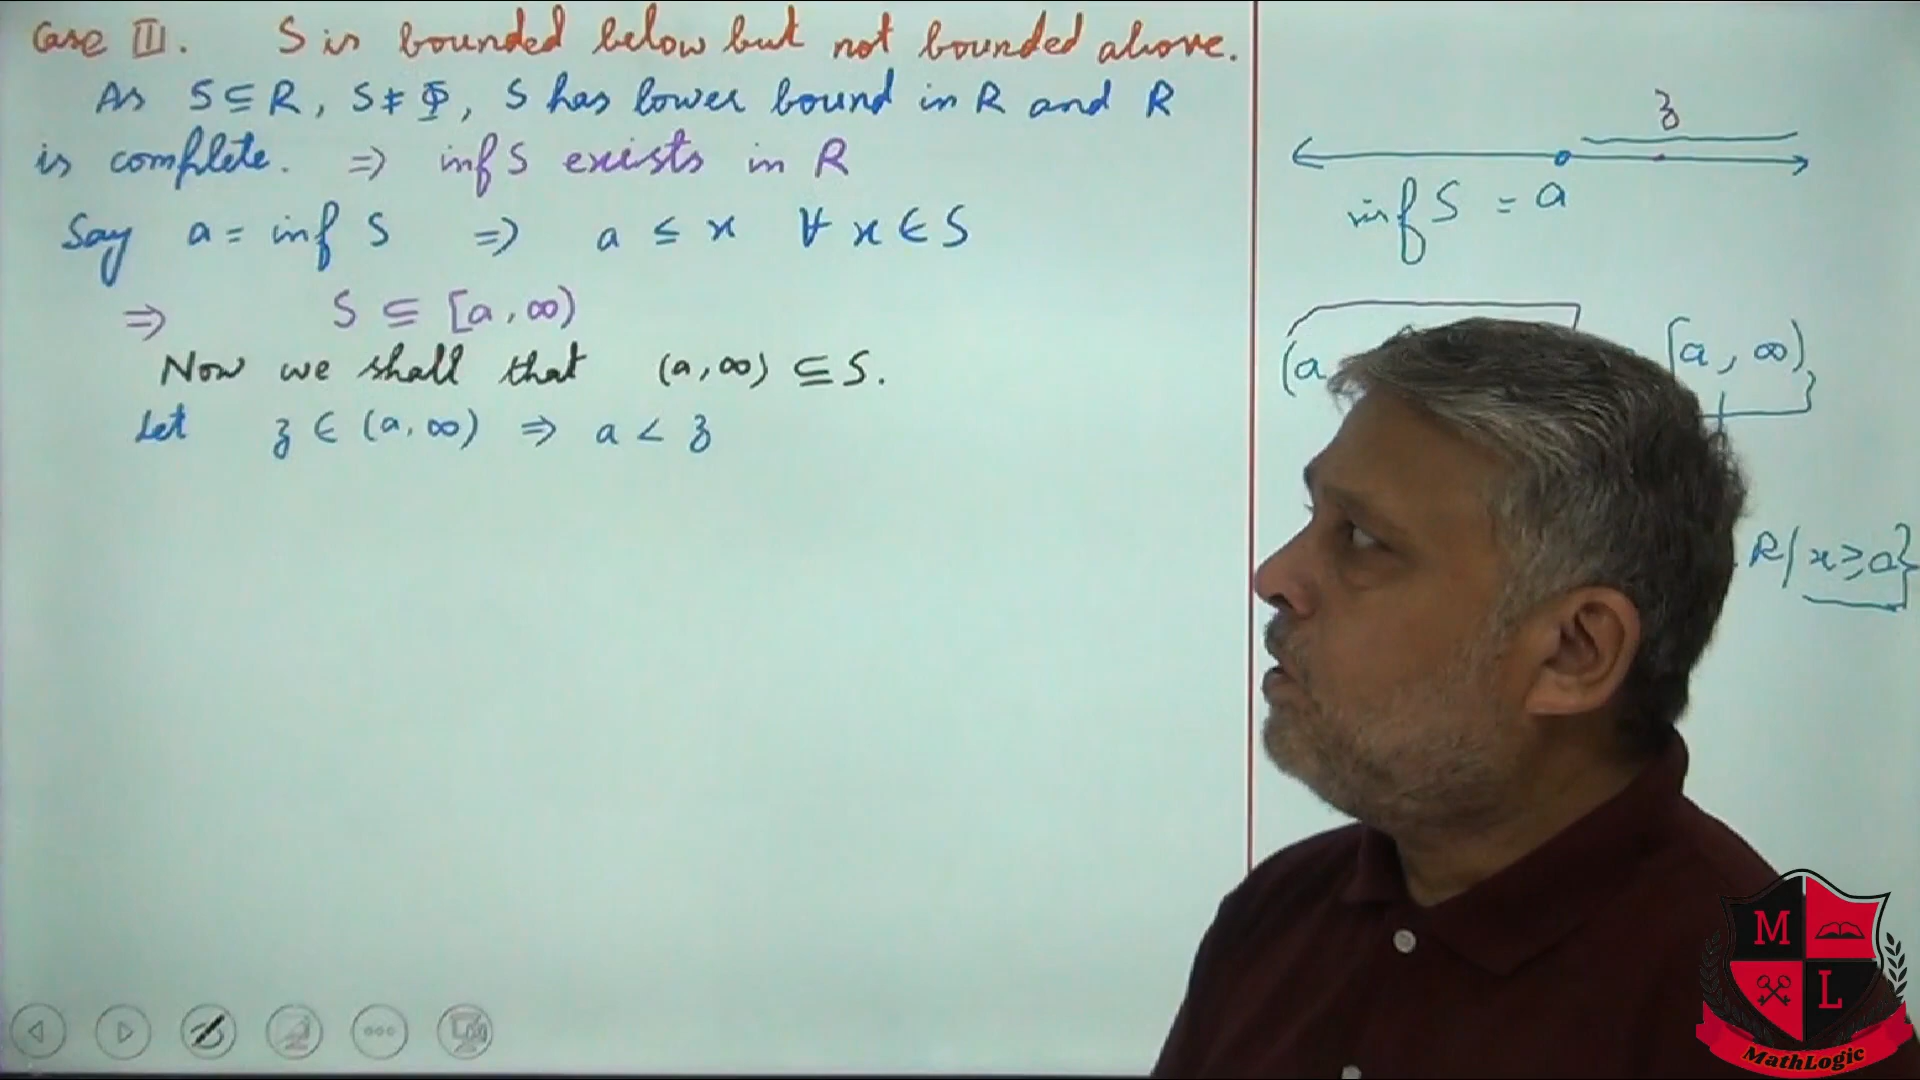 Case III. S is bounded below but not bounded above.
As S ⊆ R, S ≠ Φ, S has lower bound in R and R
is complete. ⇒ inf S exists in R
Say a = inf S ⇒ a ≤ x ∀ x ∈ S
⇒ S ⊆ [a, ∞)
Now we shall that (a, ∞) ⊆ S.
Let z ∈ (a, ∞) ⇒ a < z
z
inf S = a
(a
[a, ∞)
R / x ≥ a}
M
L
MathLogic